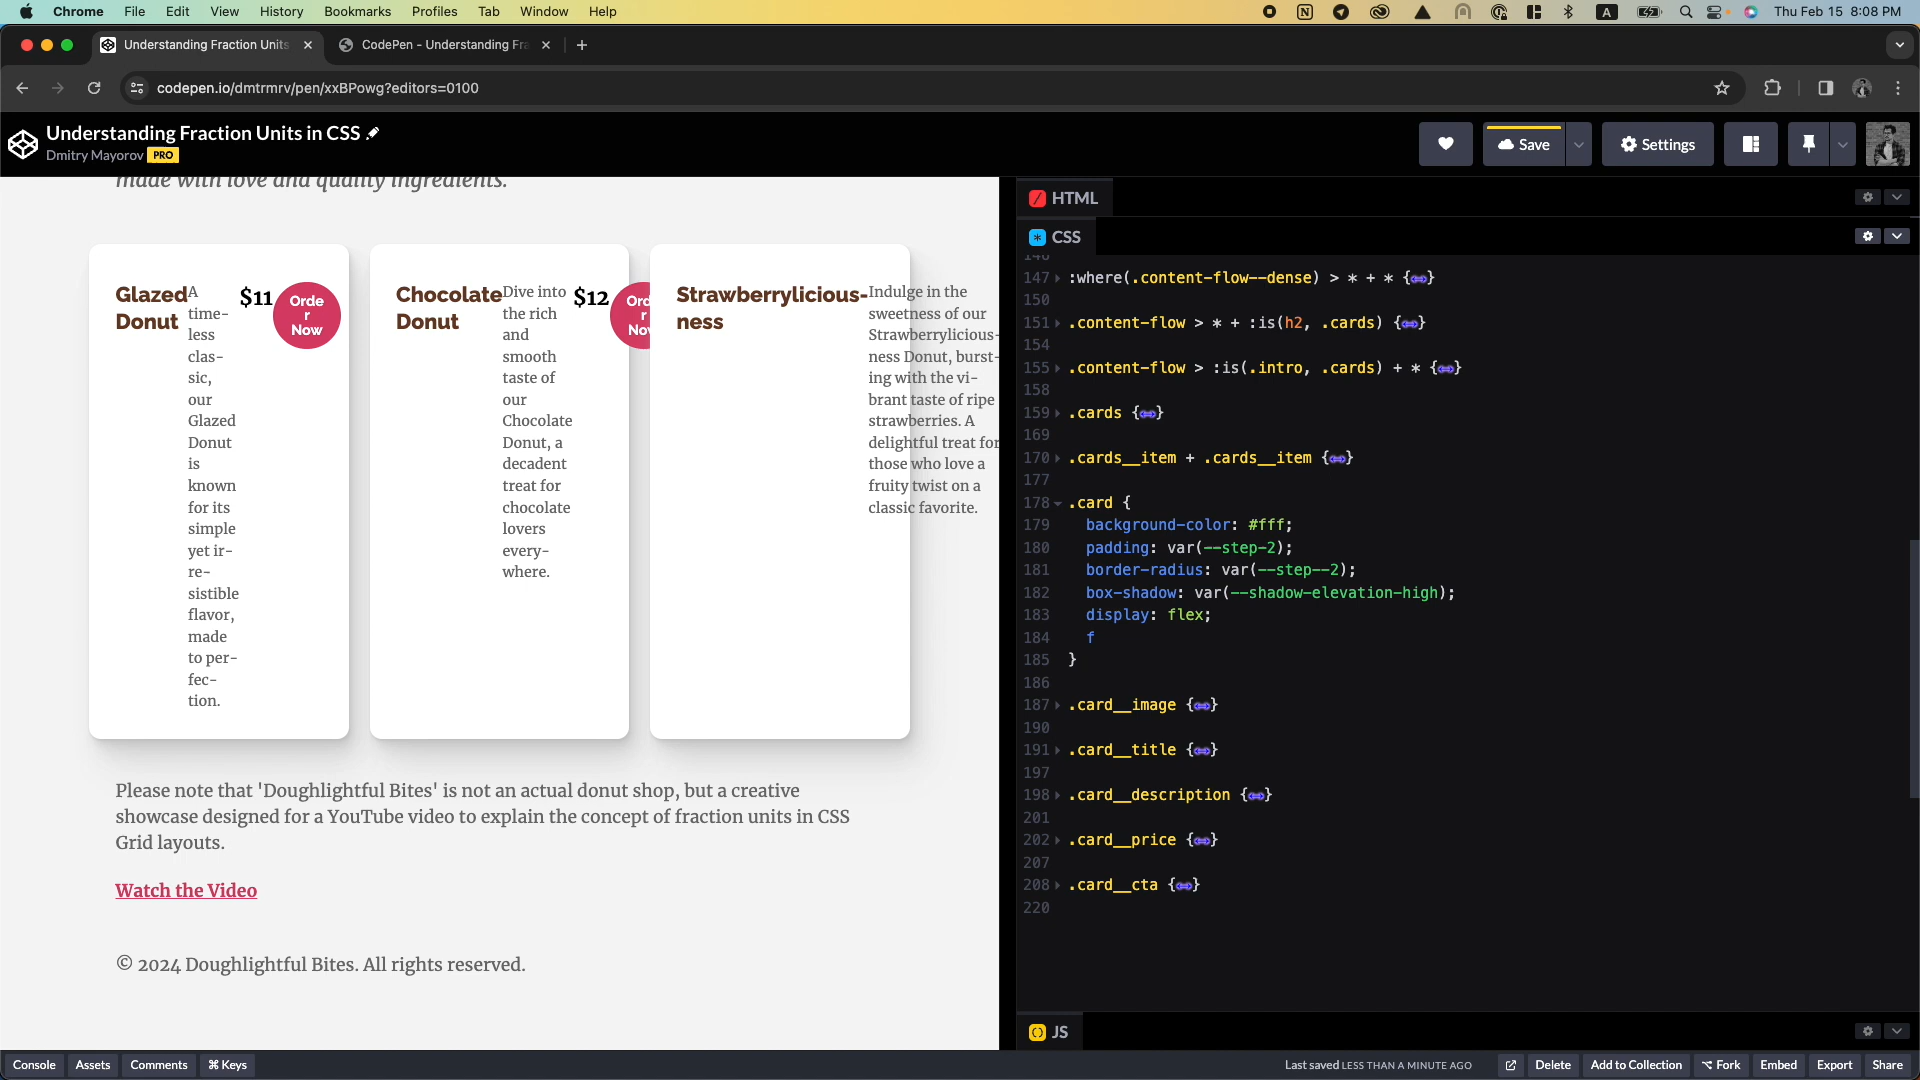 Chrome File Edit View History Bookmarks Profiles Tab Window Help
A Thu Feb 15 8:08 PM
Understanding Fraction Units
CodePen - Understanding Fra
codepen.io/dmtrmrv/pen/xxBPowg?editors=0100
Understanding Fraction Units in CSS
Dmitry Mayorov PRO
Save
Settings
made with love and quality ingredients.
Glazed
Donut
A
time-
less
clas-
sic,
our
Glazed
Donut
is
known
for its
simple
yet ir-
re-
sistible
flavor,
made
to per-
fec-
tion.
$11
Orde
r
Now
Chocolate
Donut
Dive into
the rich
and
smooth
taste of
our
Chocolate
Donut, a
decadent
treat for
chocolate
lovers
every-
where.
$12
Ord
r
Nov
Strawberrylicious-
ness
Indulge in the
sweetness of our
Strawberrylicious-
ness Donut, burst-
ing with the vi-
brant taste of ripe
strawberries. A
delightful treat for
those who love a
fruity twist on a
classic favorite.
Please note that 'Doughlightful Bites' is not an actual donut shop, but a creative
showcase designed for a YouTube video to explain the concept of fraction units in CSS
Grid layouts.
Watch the Video
© 2024 Doughlightful Bites. All rights reserved.
HTML
CSS
146
147 :where(.content-flow--dense) > * + * {↔}
150
151 .content-flow > * + :is(h2, .cards) {↔}
154
155 .content-flow > :is(.intro, .cards) + * {↔}
158
159 .cards {↔}
169
170 .cards__item + .cards__item {↔}
177
178 .card {
179 background-color: #fff;
180 padding: var(--step-2);
181 border-radius: var(--step--2);
182 box-shadow: var(--shadow-elevation-high);
183 display: flex;
184 f
185 }
186
187 .card__image {↔}
190
191 .card__title {↔}
197
198 .card__description {↔}
201
202 .card__price {↔}
207
208 .card__cta {↔}
220
JS
Console Assets Comments ⌘ Keys
Last saved LESS THAN A MINUTE AGO Delete Add to Collection ⌥ Fork Embed Export Share